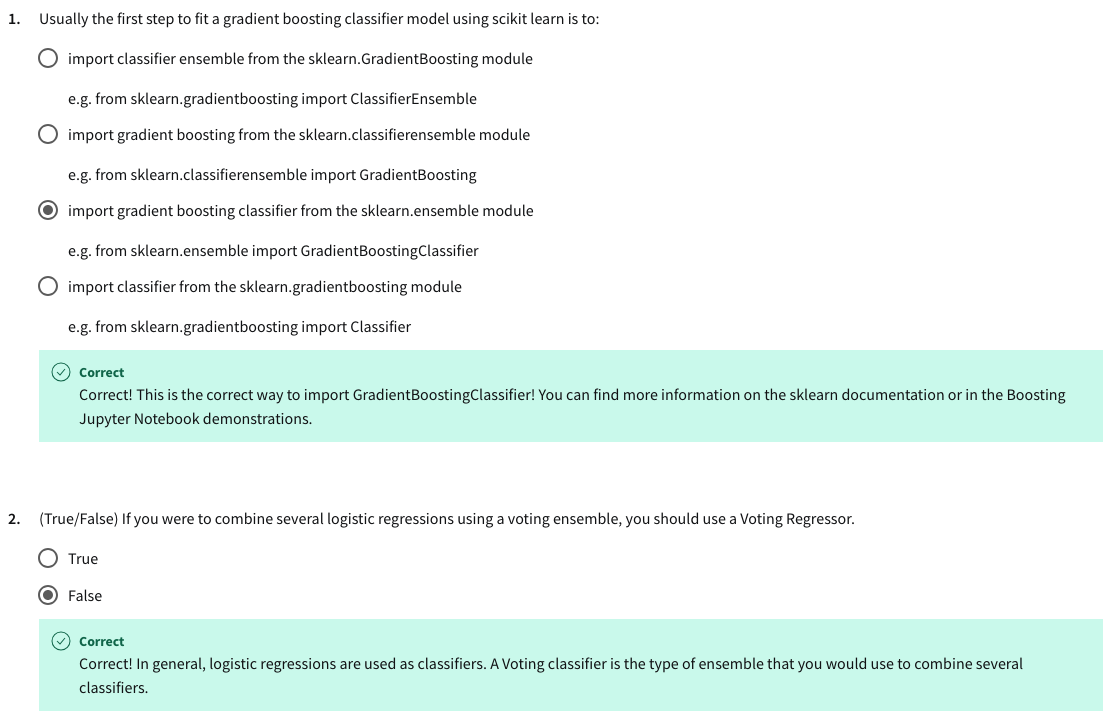 1. Usually the first step to fit a gradient boosting classifier model using scikit learn is to:
import classifier ensemble from the sklearn.GradientBoosting module
e.g. from sklearn.gradientboosting import ClassifierEnsemble
import gradient boosting from the sklearn.classifierensemble module
e.g. from sklearn.classifierensemble import GradientBoosting
import gradient boosting classifier from the sklearn.ensemble module
e.g. from sklearn.ensemble import GradientBoostingClassifier
import classifier from the sklearn.gradientboosting module
e.g. from sklearn.gradientboosting import Classifier
Correct
Correct! This is the correct way to import GradientBoostingClassifier! You can find more information on the sklearn documentation or in the Boosting
Jupyter Notebook demonstrations.
2. (True/False) If you were to combine several logistic regressions using a voting ensemble, you should use a Voting Regressor.
True
False
Correct
Correct! In general, logistic regressions are used as classifiers. A Voting classifier is the type of ensemble that you would use to combine several
classifiers.